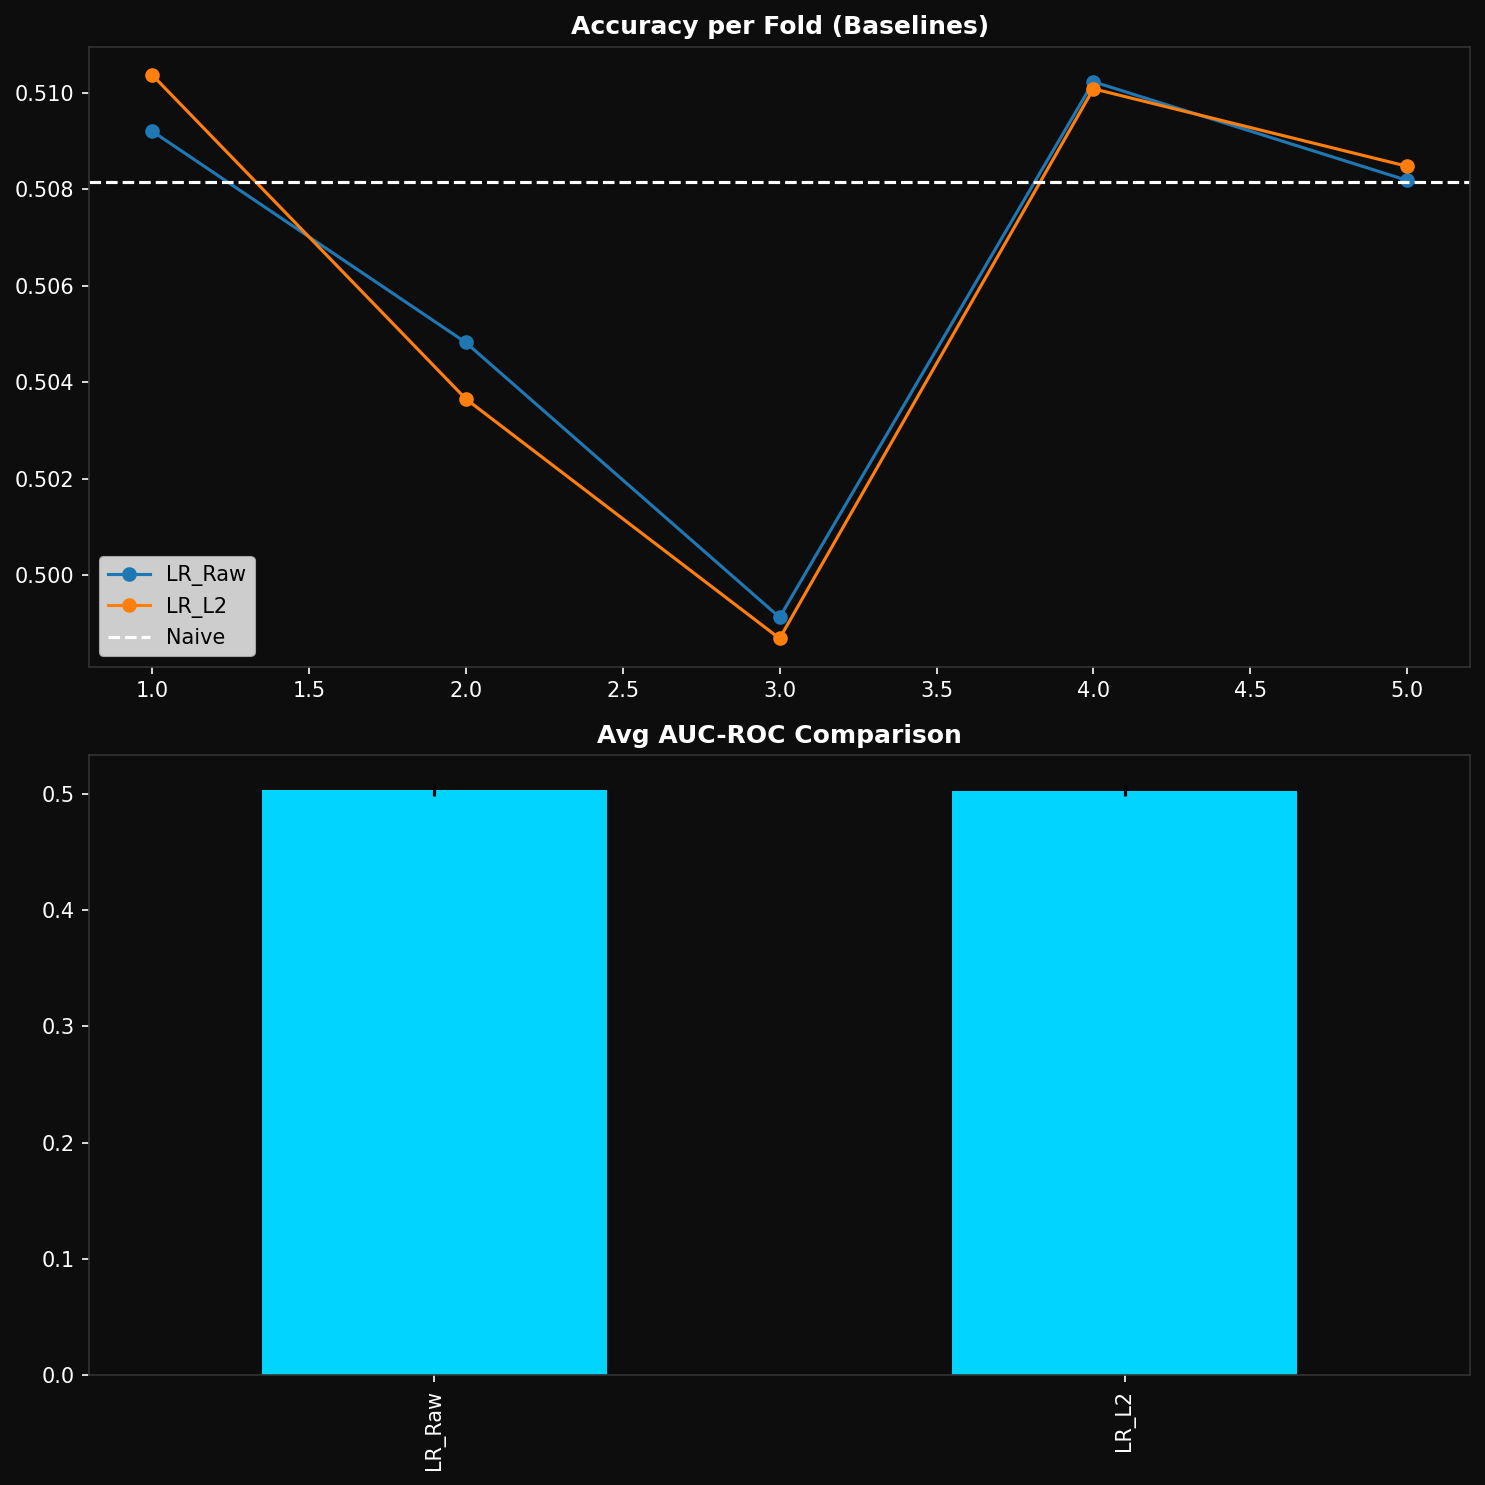 Accuracy per Fold (Baselines)
0.510
0.508
0.506
0.504
0.502
0.500
LR_Raw
LR_L2
Naive
1.0 1.5 2.0 2.5 3.0 3.5 4.0 4.5 5.0
Avg AUC-ROC Comparison
0.5
0.4
0.3
0.2
0.1
0.0
LR_Raw
LR_L2